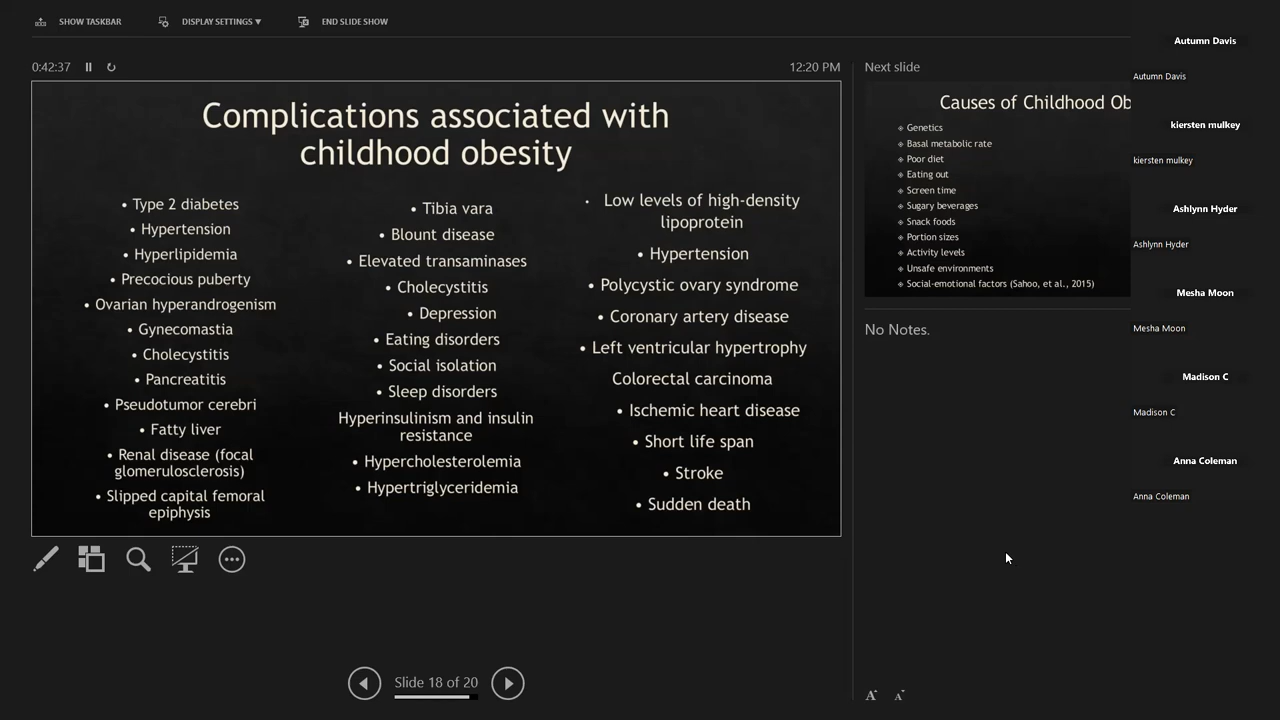 SHOW TASKBAR
DISPLAY SETTINGS ▼
END SLIDE SHOW
0:42:37
12:20 PM
Complications associated with
childhood obesity
• Type 2 diabetes
• Hypertension
• Hyperlipidemia
• Precocious puberty
• Ovarian hyperandrogenism
• Gynecomastia
• Cholecystitis
• Pancreatitis
• Pseudotumor cerebri
• Fatty liver
• Renal disease (focal
glomerulosclerosis)
• Slipped capital femoral
epiphysis
• Tibia vara
• Blount disease
• Elevated transaminases
• Cholecystitis
• Depression
• Eating disorders
• Social isolation
• Sleep disorders
Hyperinsulinism and insulin
resistance
• Hypercholesterolemia
• Hypertriglyceridemia
• Low levels of high-density
lipoprotein
• Hypertension
• Polycystic ovary syndrome
• Coronary artery disease
• Left ventricular hypertrophy
Colorectal carcinoma
• Ischemic heart disease
• Short life span
• Stroke
• Sudden death
Slide 18 of 20
Next slide
Causes of Childhood Ob
Genetics
Basal metabolic rate
Poor diet
Eating out
Screen time
Sugary beverages
Snack foods
Portion sizes
Activity levels
Unsafe environments
Social-emotional factors (Sahoo, et al., 2015)
No Notes.
A A
Autumn Davis
Autumn Davis
kiersten mulkey
kiersten mulkey
Ashlynn Hyder
Ashlynn Hyder
Mesha Moon
Mesha Moon
Madison C
Madison C
Anna Coleman
Anna Coleman